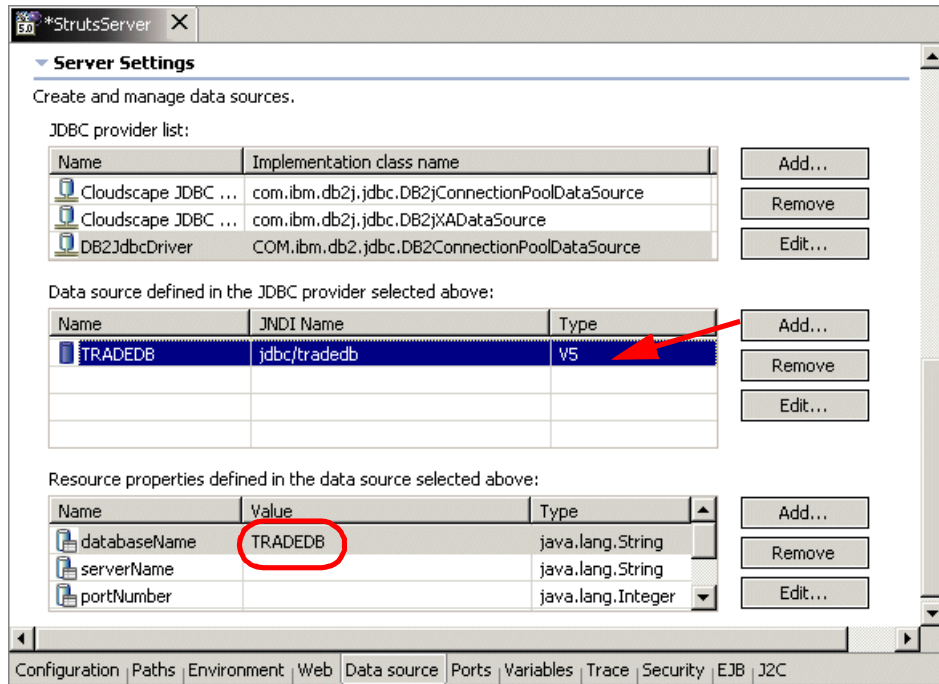 5.0 *StrutsServer X
Server Settings
Create and manage data sources.
JDBC provider list:
Name Implementation class name
Add...
Cloudscape JDBC ... com.ibm.db2j.jdbc.DB2jConnectionPoolDataSource
Remove
Cloudscape JDBC ... com.ibm.db2j.jdbc.DB2jXADataSource
DB2JdbcDriver COM.ibm.db2.jdbc.DB2ConnectionPoolDataSource
Edit...
Data source defined in the JDBC provider selected above:
Name JNDI Name Type
Add...
TRADEDB jdbc/tradedb V5
Remove
Edit...
Resource properties defined in the data source selected above:
Name Value Type
Add...
databaseName TRADEDB java.lang.String
Remove
serverName java.lang.String
portNumber java.lang.Integer
Edit...
Configuration Paths Environment Web Data source Ports Variables Trace Security EJB J2C